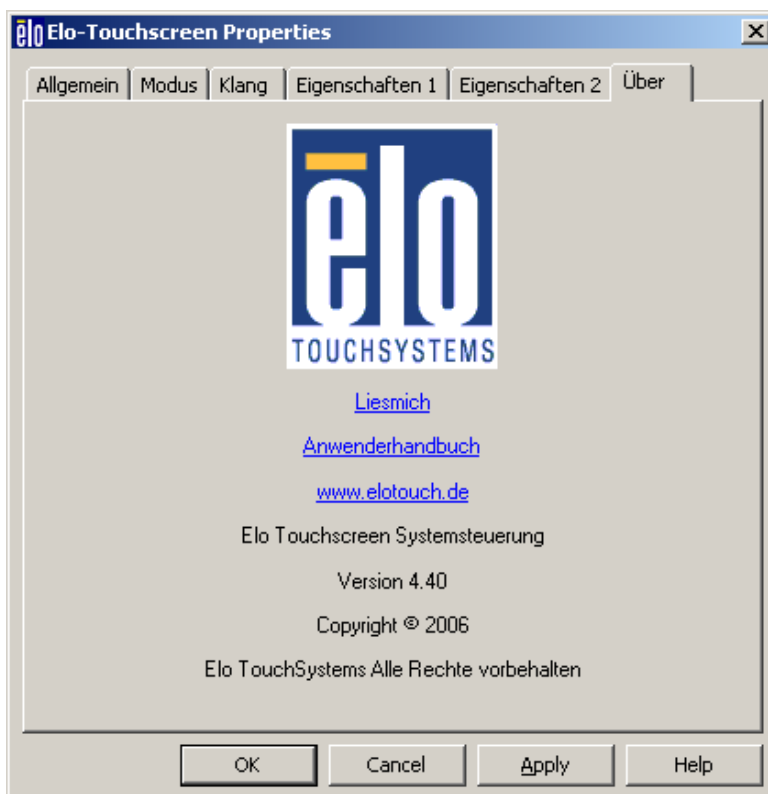 elo Elo-Touchscreen Properties
Allgemein Modus Klang Eigenschaften 1 Eigenschaften 2 Über
ēlo
TOUCHSYSTEMS
Liesmich
Anwenderhandbuch
www.elotouch.de
Elo Touchscreen Systemsteuerung
Version 4.40
Copyright © 2006
Elo TouchSystems Alle Rechte vorbehalten
OK Cancel Apply Help